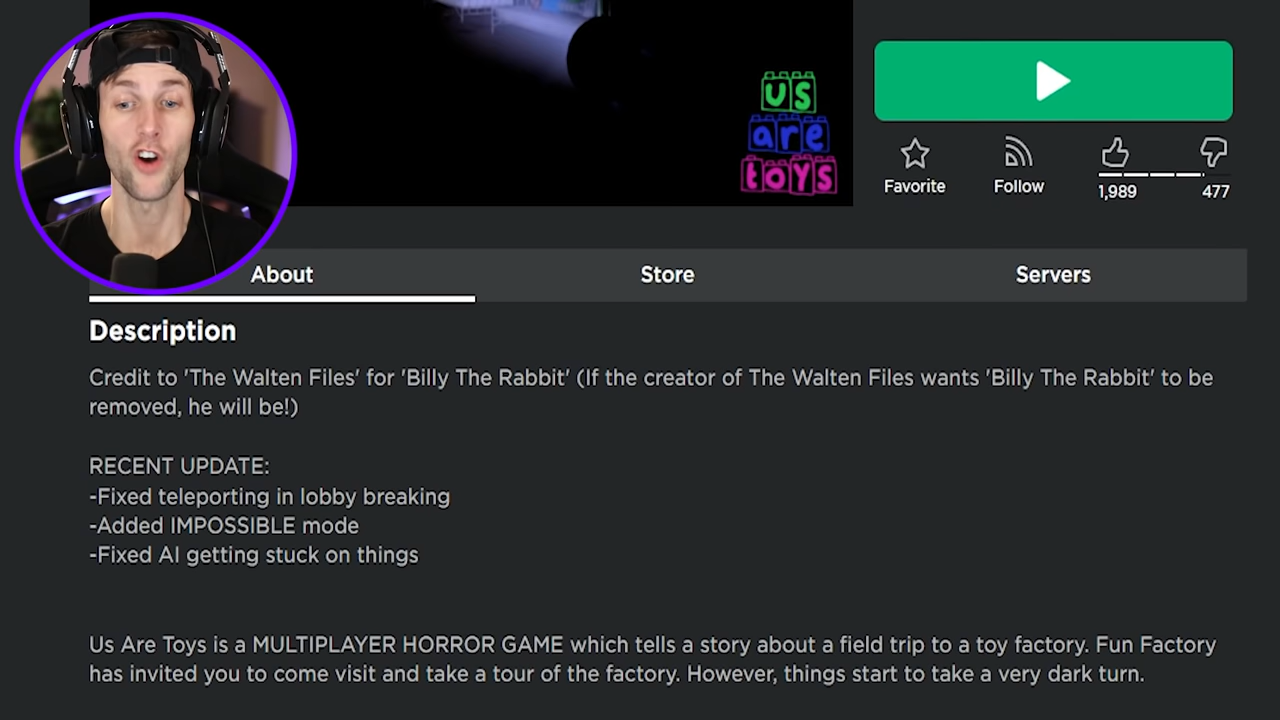 us
are
toys
Favorite
Follow
1,989
477
About
Store
Servers
Description
Credit to 'The Walten Files' for 'Billy The Rabbit' (If the creator of The Walten Files wants 'Billy The Rabbit' to be
removed, he will be!)
RECENT UPDATE:
-Fixed teleporting in lobby breaking
-Added IMPOSSIBLE mode
-Fixed AI getting stuck on things
Us Are Toys is a MULTIPLAYER HORROR GAME which tells a story about a field trip to a toy factory. Fun Factory
has invited you to come visit and take a tour of the factory. However, things start to take a very dark turn.